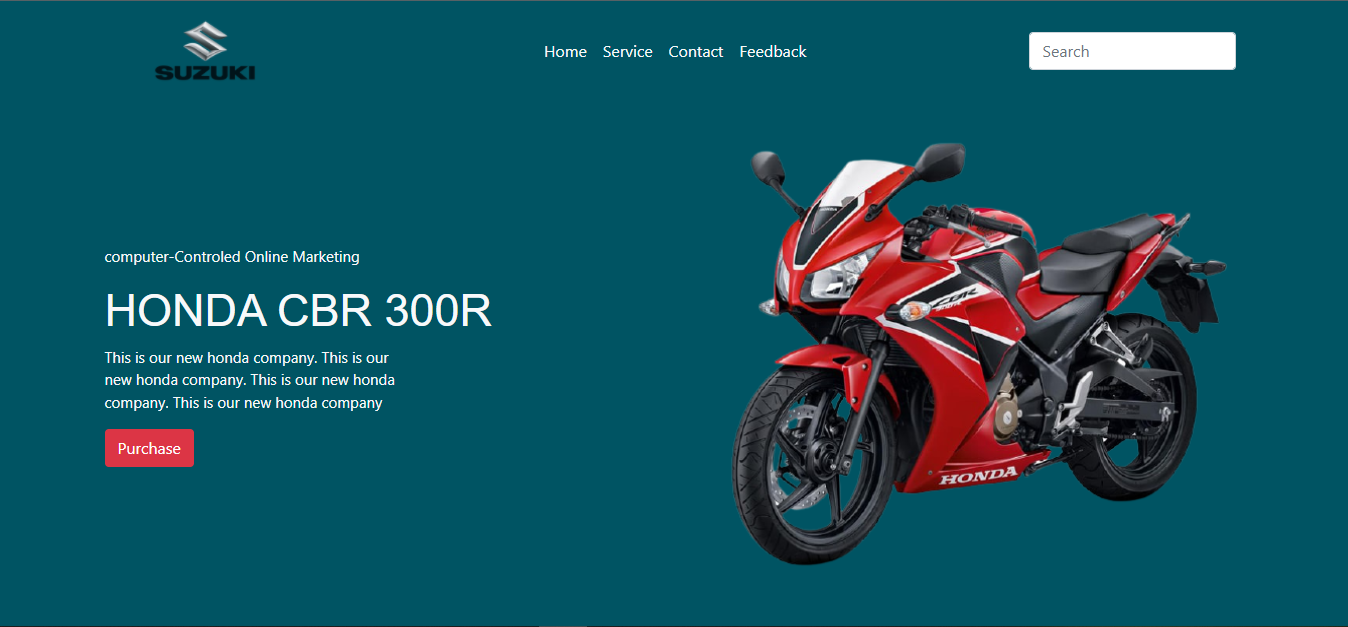 SUZUKI
Home Service Contact Feedback
Search
computer-Controled Online Marketing
HONDA CBR 300R
This is our new honda company. This is our
new honda company. This is our new honda
company. This is our new honda company
Purchase
CBR
HONDA